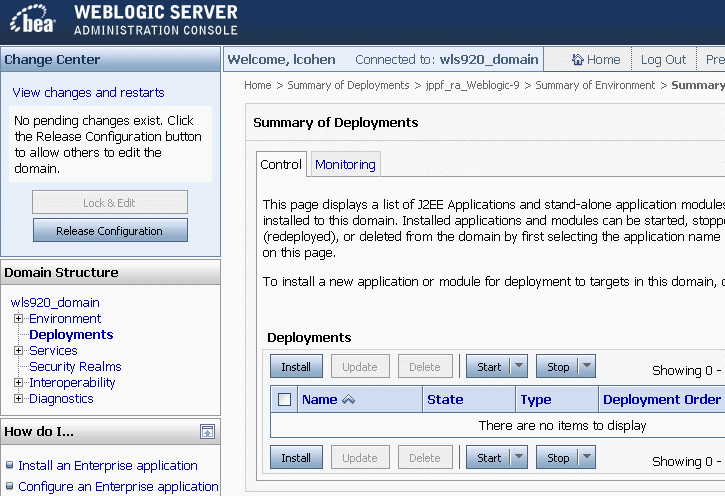 bea
WEBLOGIC SERVER
ADMINISTRATION CONSOLE
Change Center
View changes and restarts
No pending changes exist. Click
the Release Configuration button
to allow others to edit the
domain.
Lock & Edit
Release Configuration
Domain Structure
wls920_domain
Environment
Deployments
Services
Security Realms
Interoperability
Diagnostics
How do I...
Install an Enterprise application
Configure an Enterprise application
Welcome, lcohen
Connected to: wls920_domain
Home
Log Out
Pre
Home > Summary of Deployments > jppf_ra_Weblogic-9 > Summary of Environment > Summary
Summary of Deployments
Control
Monitoring
This page displays a list of J2EE Applications and stand-alone application modules
installed to this domain. Installed applications and modules can be started, stopp
(redeployed), or deleted from the domain by first selecting the application name
on this page.
To install a new application or module for deployment to targets in this domain, c
Deployments
Install Update Delete Start Stop Showing 0 -
Name State Type Deployment Order
There are no items to display
Install Update Delete Start Stop Showing 0 -